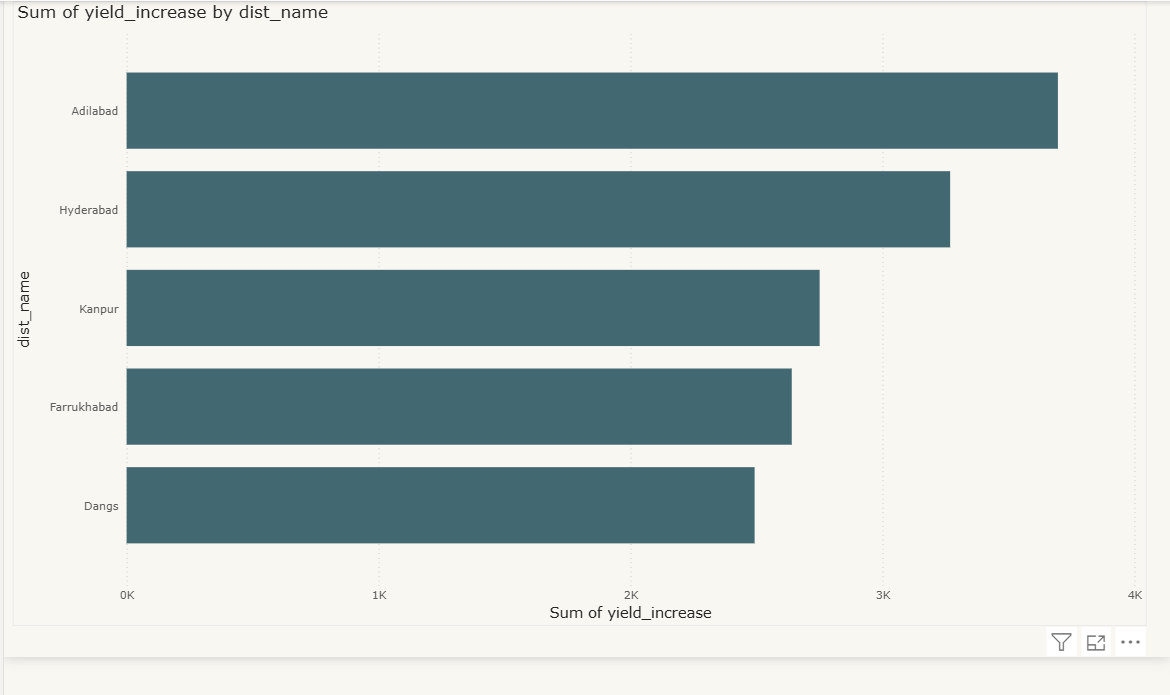 Sum of yield_increase by dist_name
dist_name
Adilabad
Hyderabad
Kanpur
Farrukhabad
Dangs
0K 1K 2K 3K 4K
Sum of yield_increase